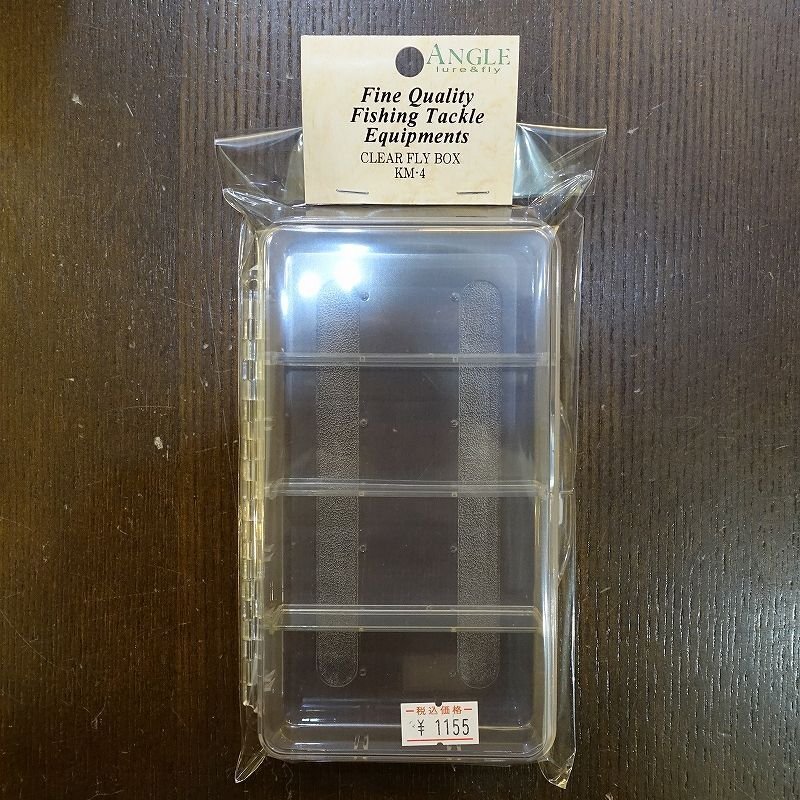 ANGLE
lure&fly
Fine Quality
Fishing Tackle
Equipments
CLEAR FLY BOX
KM-4
税込価格
¥ 1155